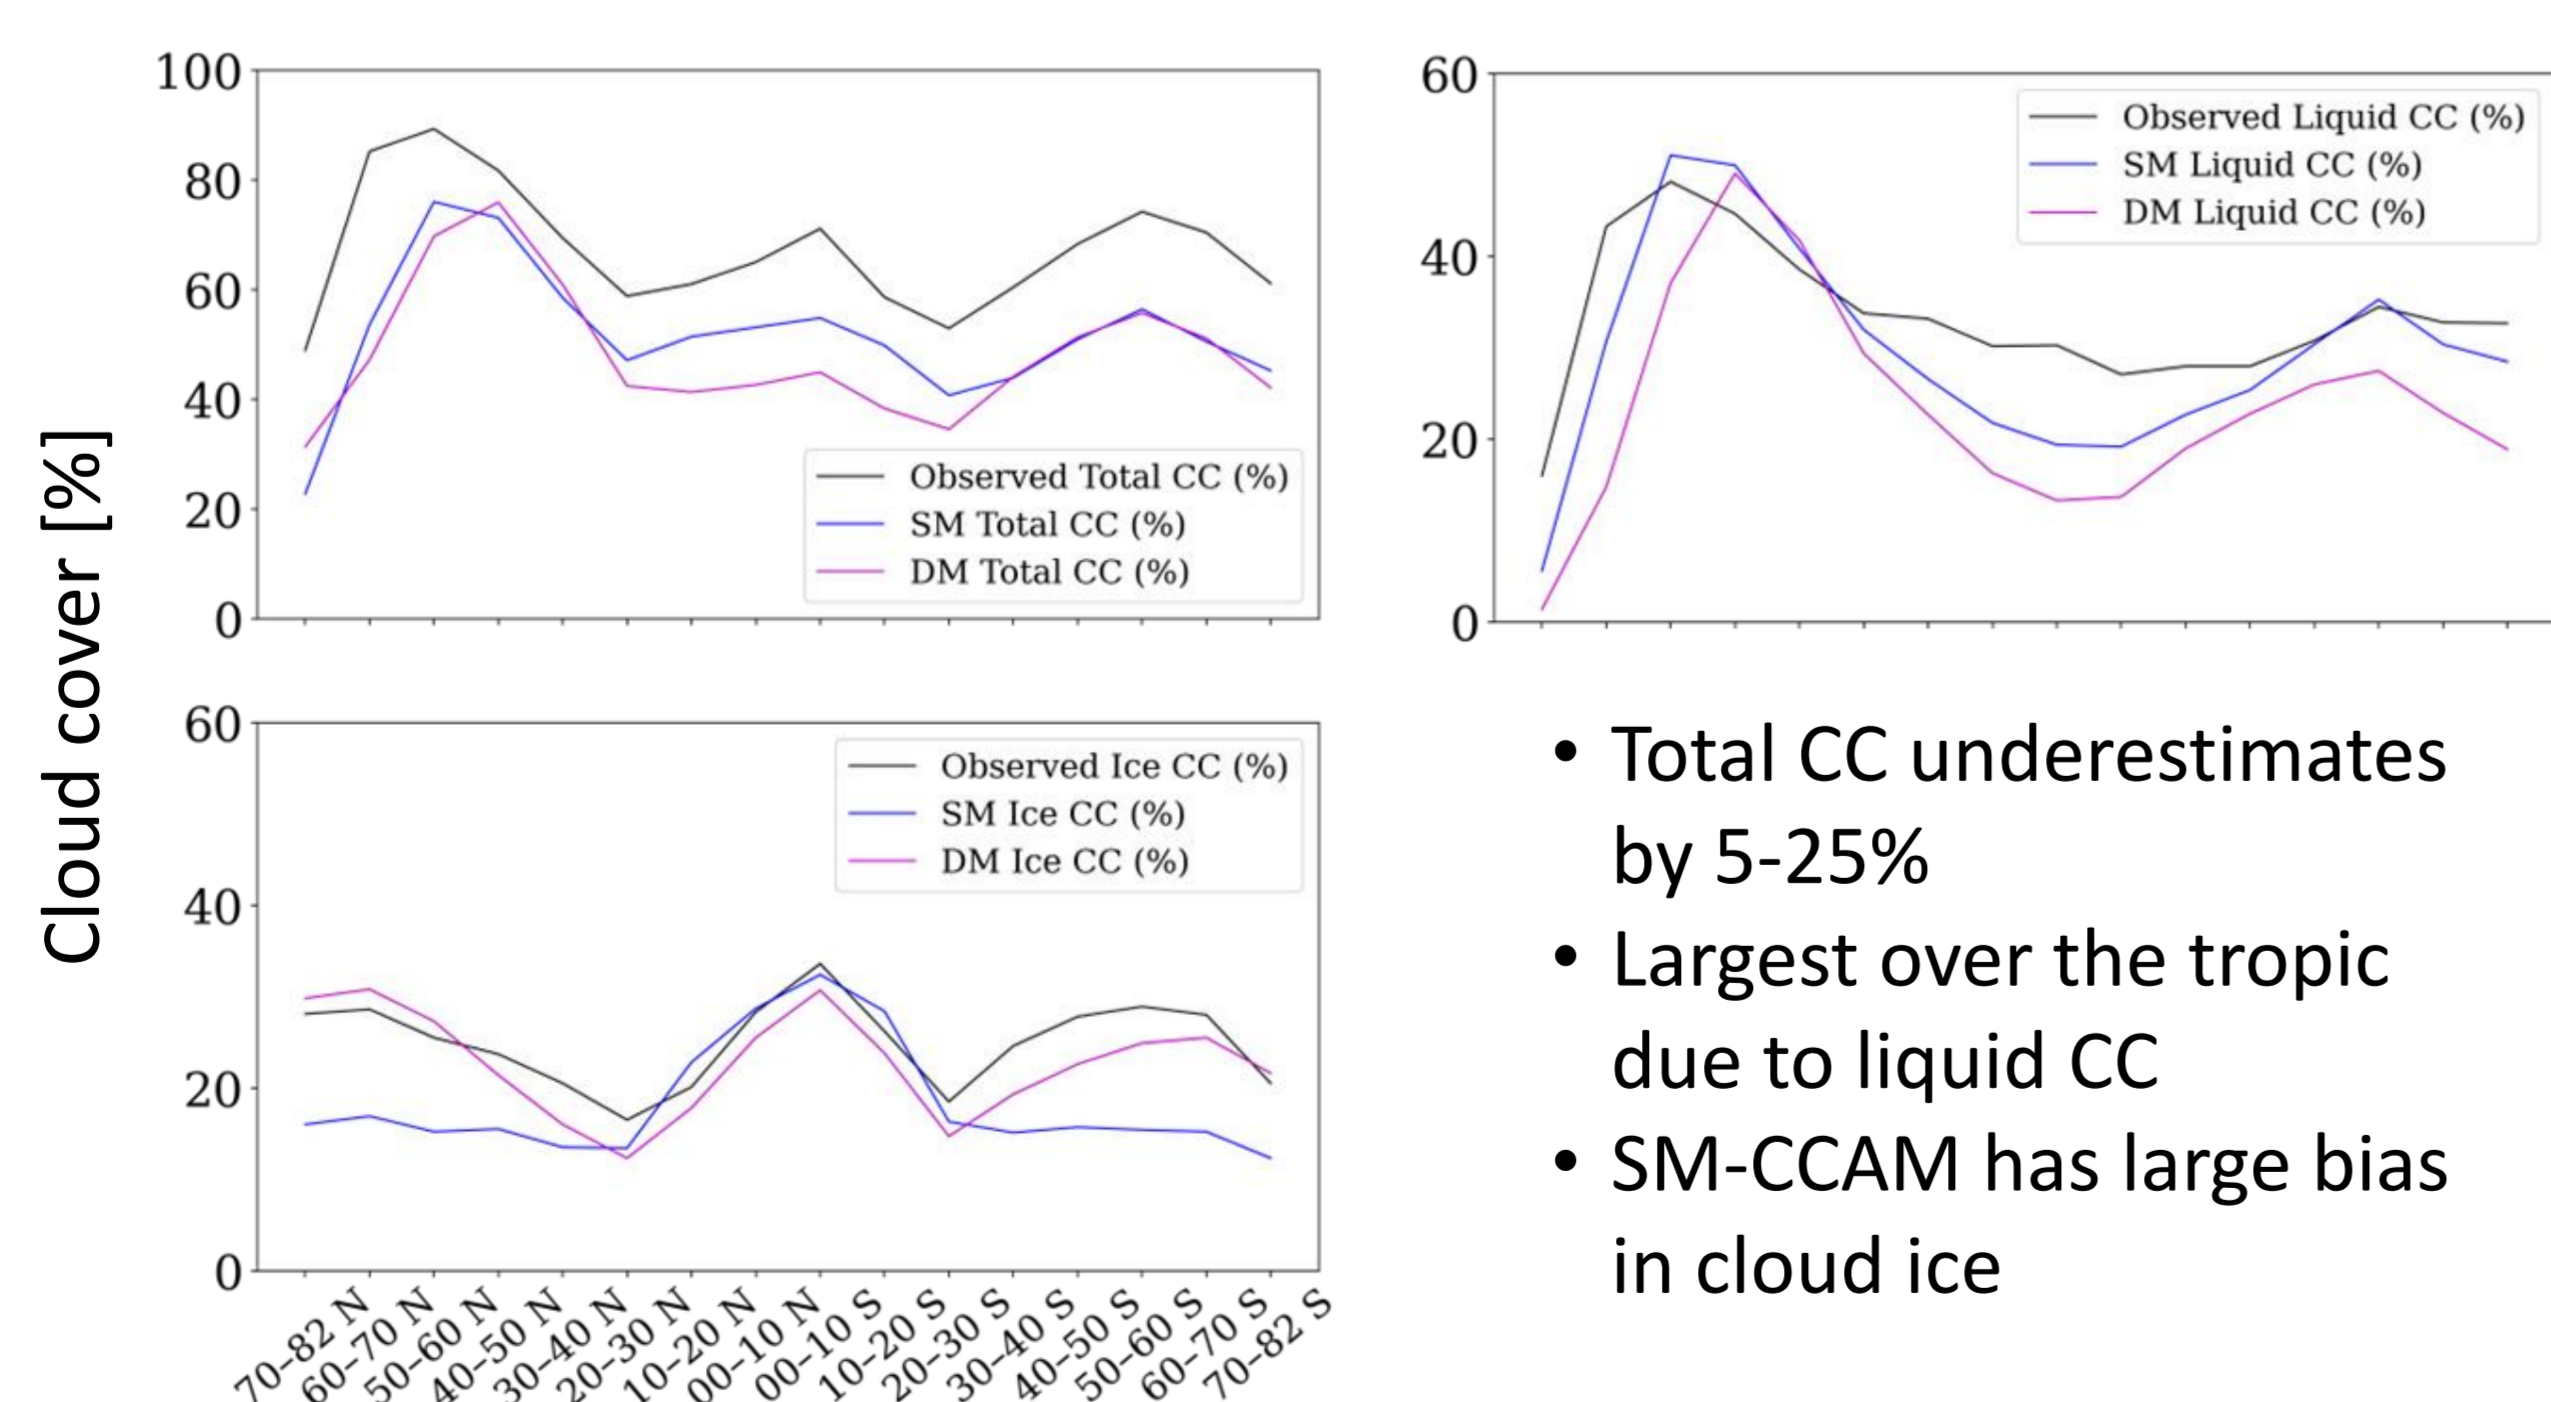 Cloud cover [%]
100
80
60
40
20
0
Observed Total CC (%)
SM Total CC (%)
DM Total CC (%)
60
40
20
0
Observed Liquid CC (%)
SM Liquid CC (%)
DM Liquid CC (%)
60
40
20
0
Observed Ice CC (%)
SM Ice CC (%)
DM Ice CC (%)
70–82 N
60–70 N
50–60 N
40–50 N
30–40 N
20–30 N
10–20 N
00–10 N
00–10 S
10–20 S
20–30 S
30–40 S
40–50 S
50–60 S
60–70 S
70–82 S
• Total CC underestimates
by 5-25%
• Largest over the tropic
due to liquid CC
• SM-CCAM has large bias
in cloud ice